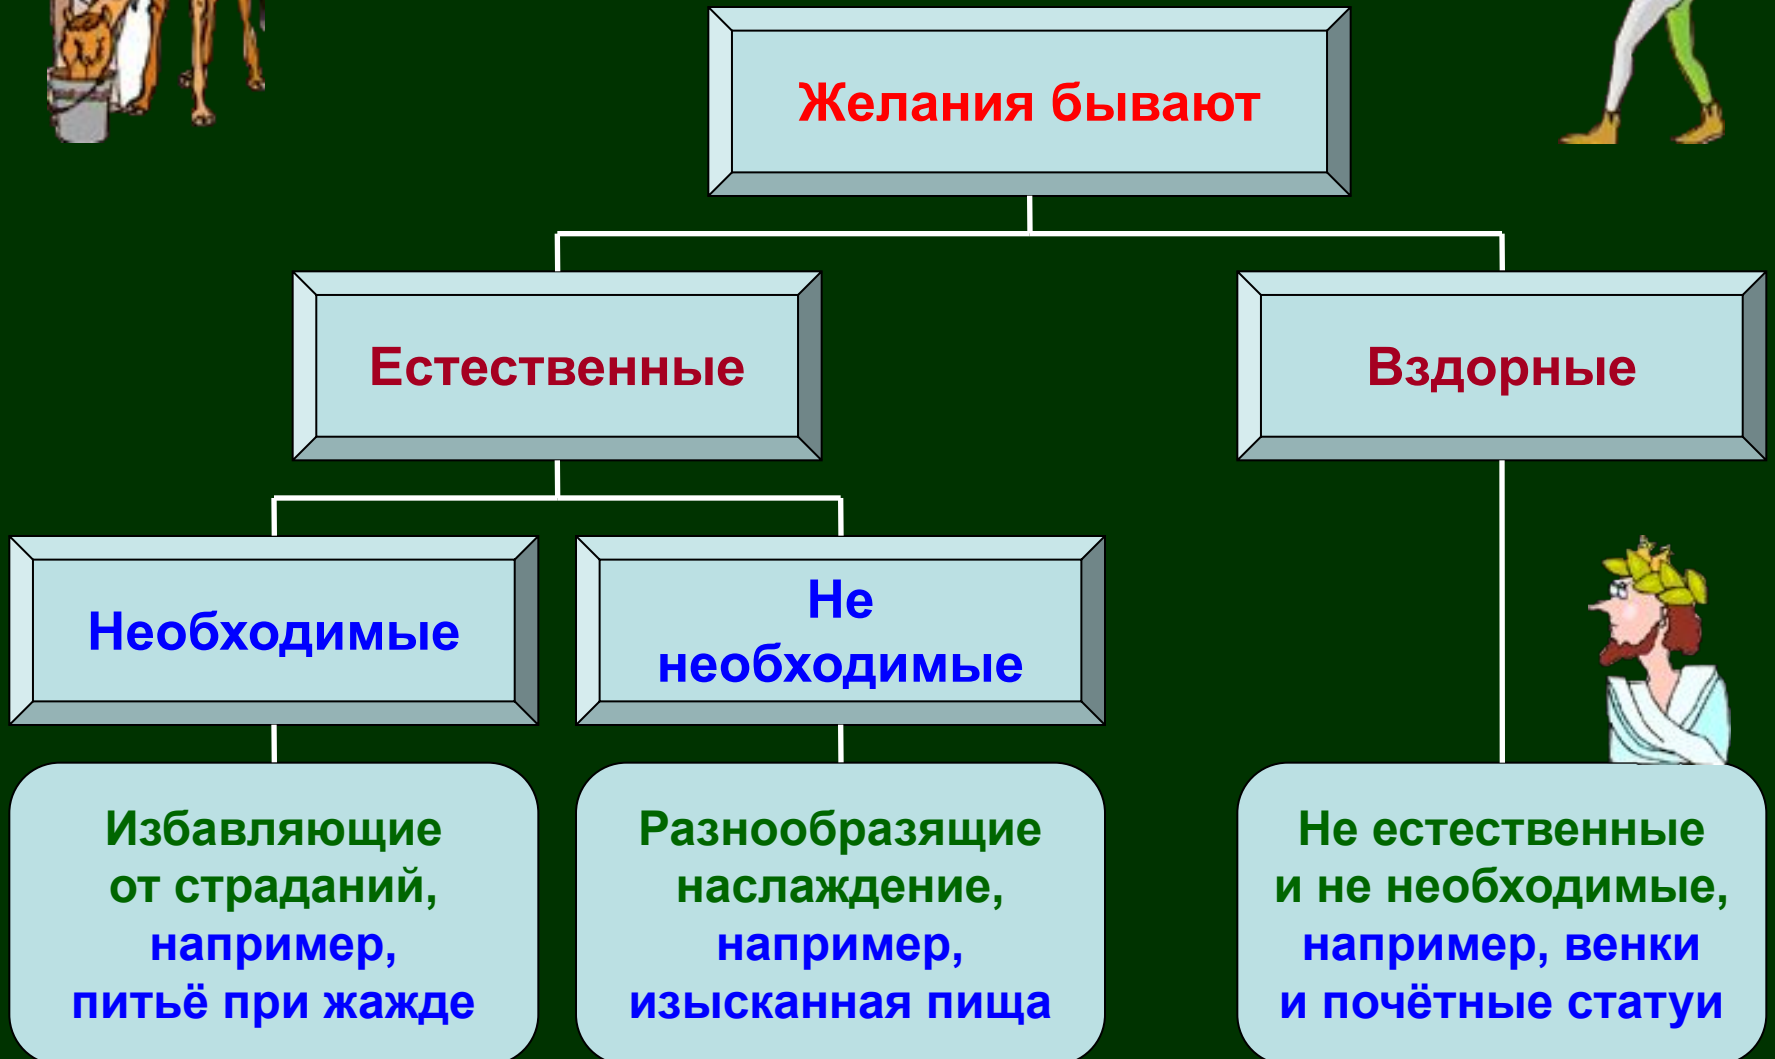 Желания бывают
Естественные
Вздорные
Необходимые
Не
необходимые
Избавляющие
от страданий,
например,
питьё при жажде
Разнообразящие
наслаждение,
например,
изысканная пища
Не естественные
и не необходимые,
например, венки
и почётные статуи